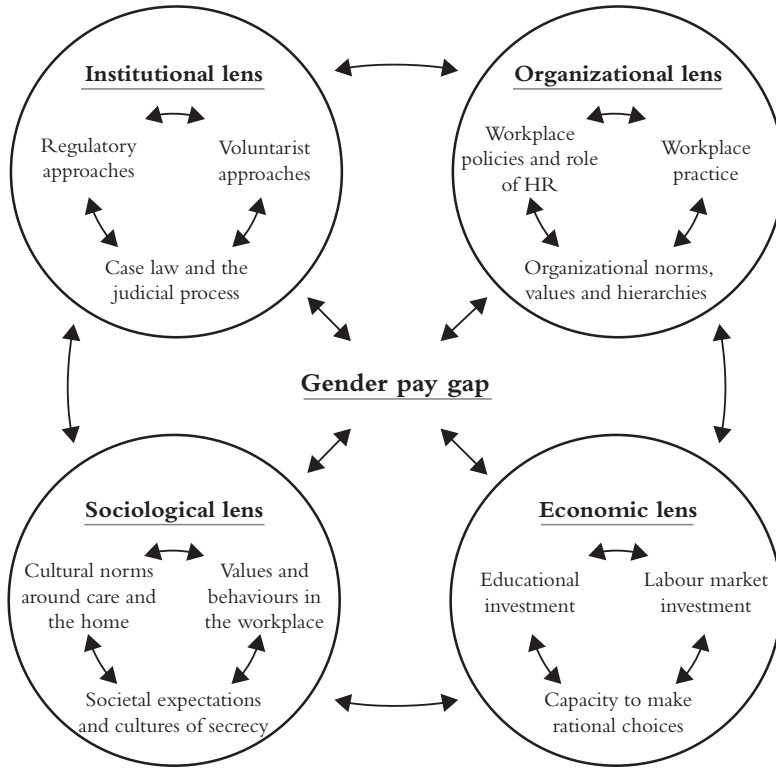 Institutional lens
Regulatory
approaches
Voluntarist
approaches
Case law and the
judicial process
Organizational lens
Workplace
policies and role
of HR
Workplace
practice
Organizational norms,
values and hierarchies
Gender pay gap
Sociological lens
Cultural norms
around care and
the home
Values and
behaviours in
the workplace
Societal expectations
and cultures of secrecy
Economic lens
Educational
investment
Labour market
investment
Capacity to make
rational choices